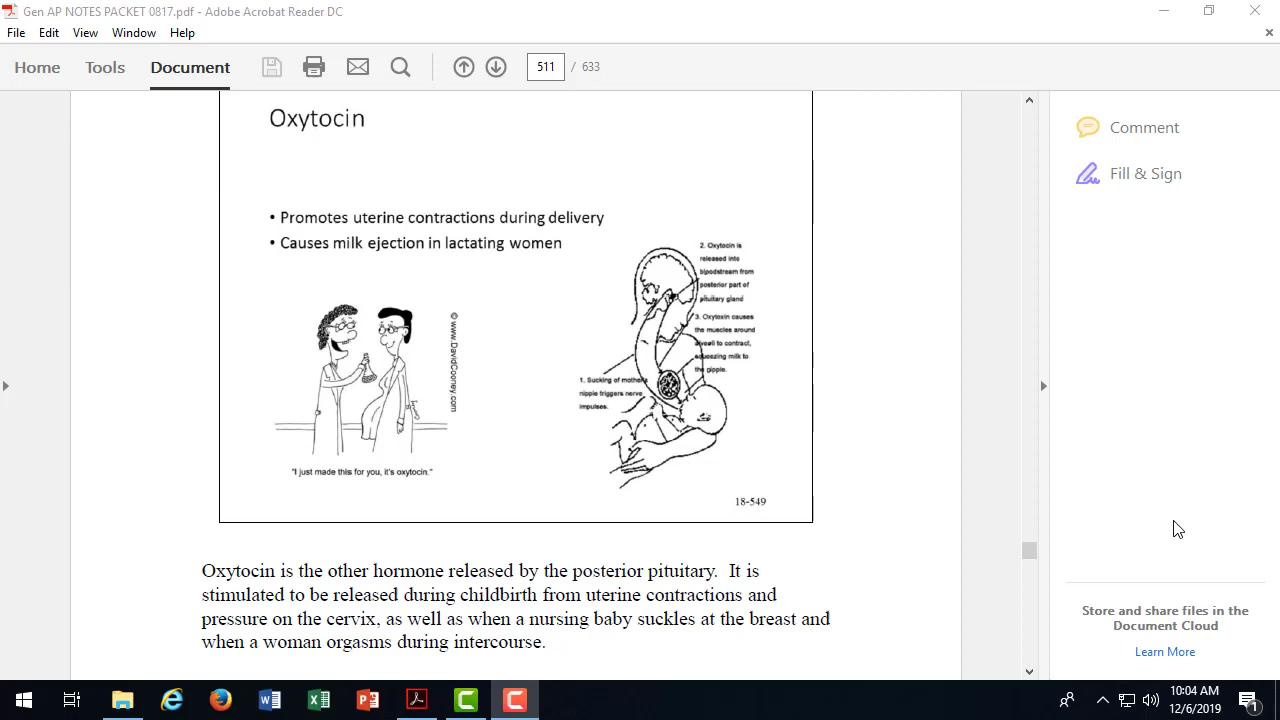 Gen AP NOTES PACKET 0817.pdf - Adobe Acrobat Reader DC
File Edit View Window Help
Home Tools Document 511 / 633
Oxytocin
• Promotes uterine contractions during delivery
• Causes milk ejection in lactating women
2. Oxytocin is
released into
bloodstream from
posterior part of
pituitary gland
3. Oxytoxin causes
the muscles around
alveoli to contract,
squeezing milk to
the nipple.
1. Sucking of mother's
nipple triggers nerve
impulses.
© www.DavidCooney.com
"I just made this for you, it's oxytocin."
18-549
Oxytocin is the other hormone released by the posterior pituitary. It is
stimulated to be released during childbirth from uterine contractions and
pressure on the cervix, as well as when a nursing baby suckles at the breast and
when a woman orgasms during intercourse.
Comment
Fill & Sign
Store and share files in the
Document Cloud
Learn More
10:04 AM
12/6/2019
1